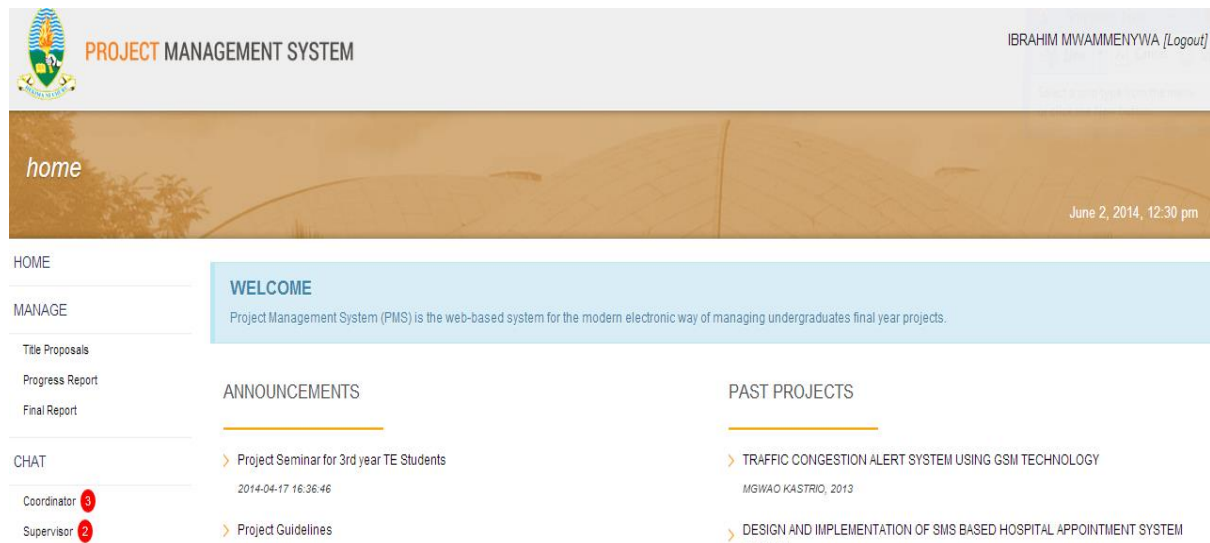 PROJECT MANAGEMENT SYSTEM
IBRAHIM MWAMMENYWA [Logout]
home
June 2, 2014, 12:30 pm
HOME
MANAGE
Title Proposals
Progress Report
Final Report
CHAT
Coordinator 3
Supervisor 2
WELCOME
Project Management System (PMS) is the web-based system for the modern electronic way of managing undergraduates final year projects.
ANNOUNCEMENTS
Project Seminar for 3rd year TE Students
2014-04-17 16:36:46
Project Guidelines
PAST PROJECTS
TRAFFIC CONGESTION ALERT SYSTEM USING GSM TECHNOLOGY
MGWAO KASTRIO, 2013
DESIGN AND IMPLEMENTATION OF SMS BASED HOSPITAL APPOINTMENT SYSTEM